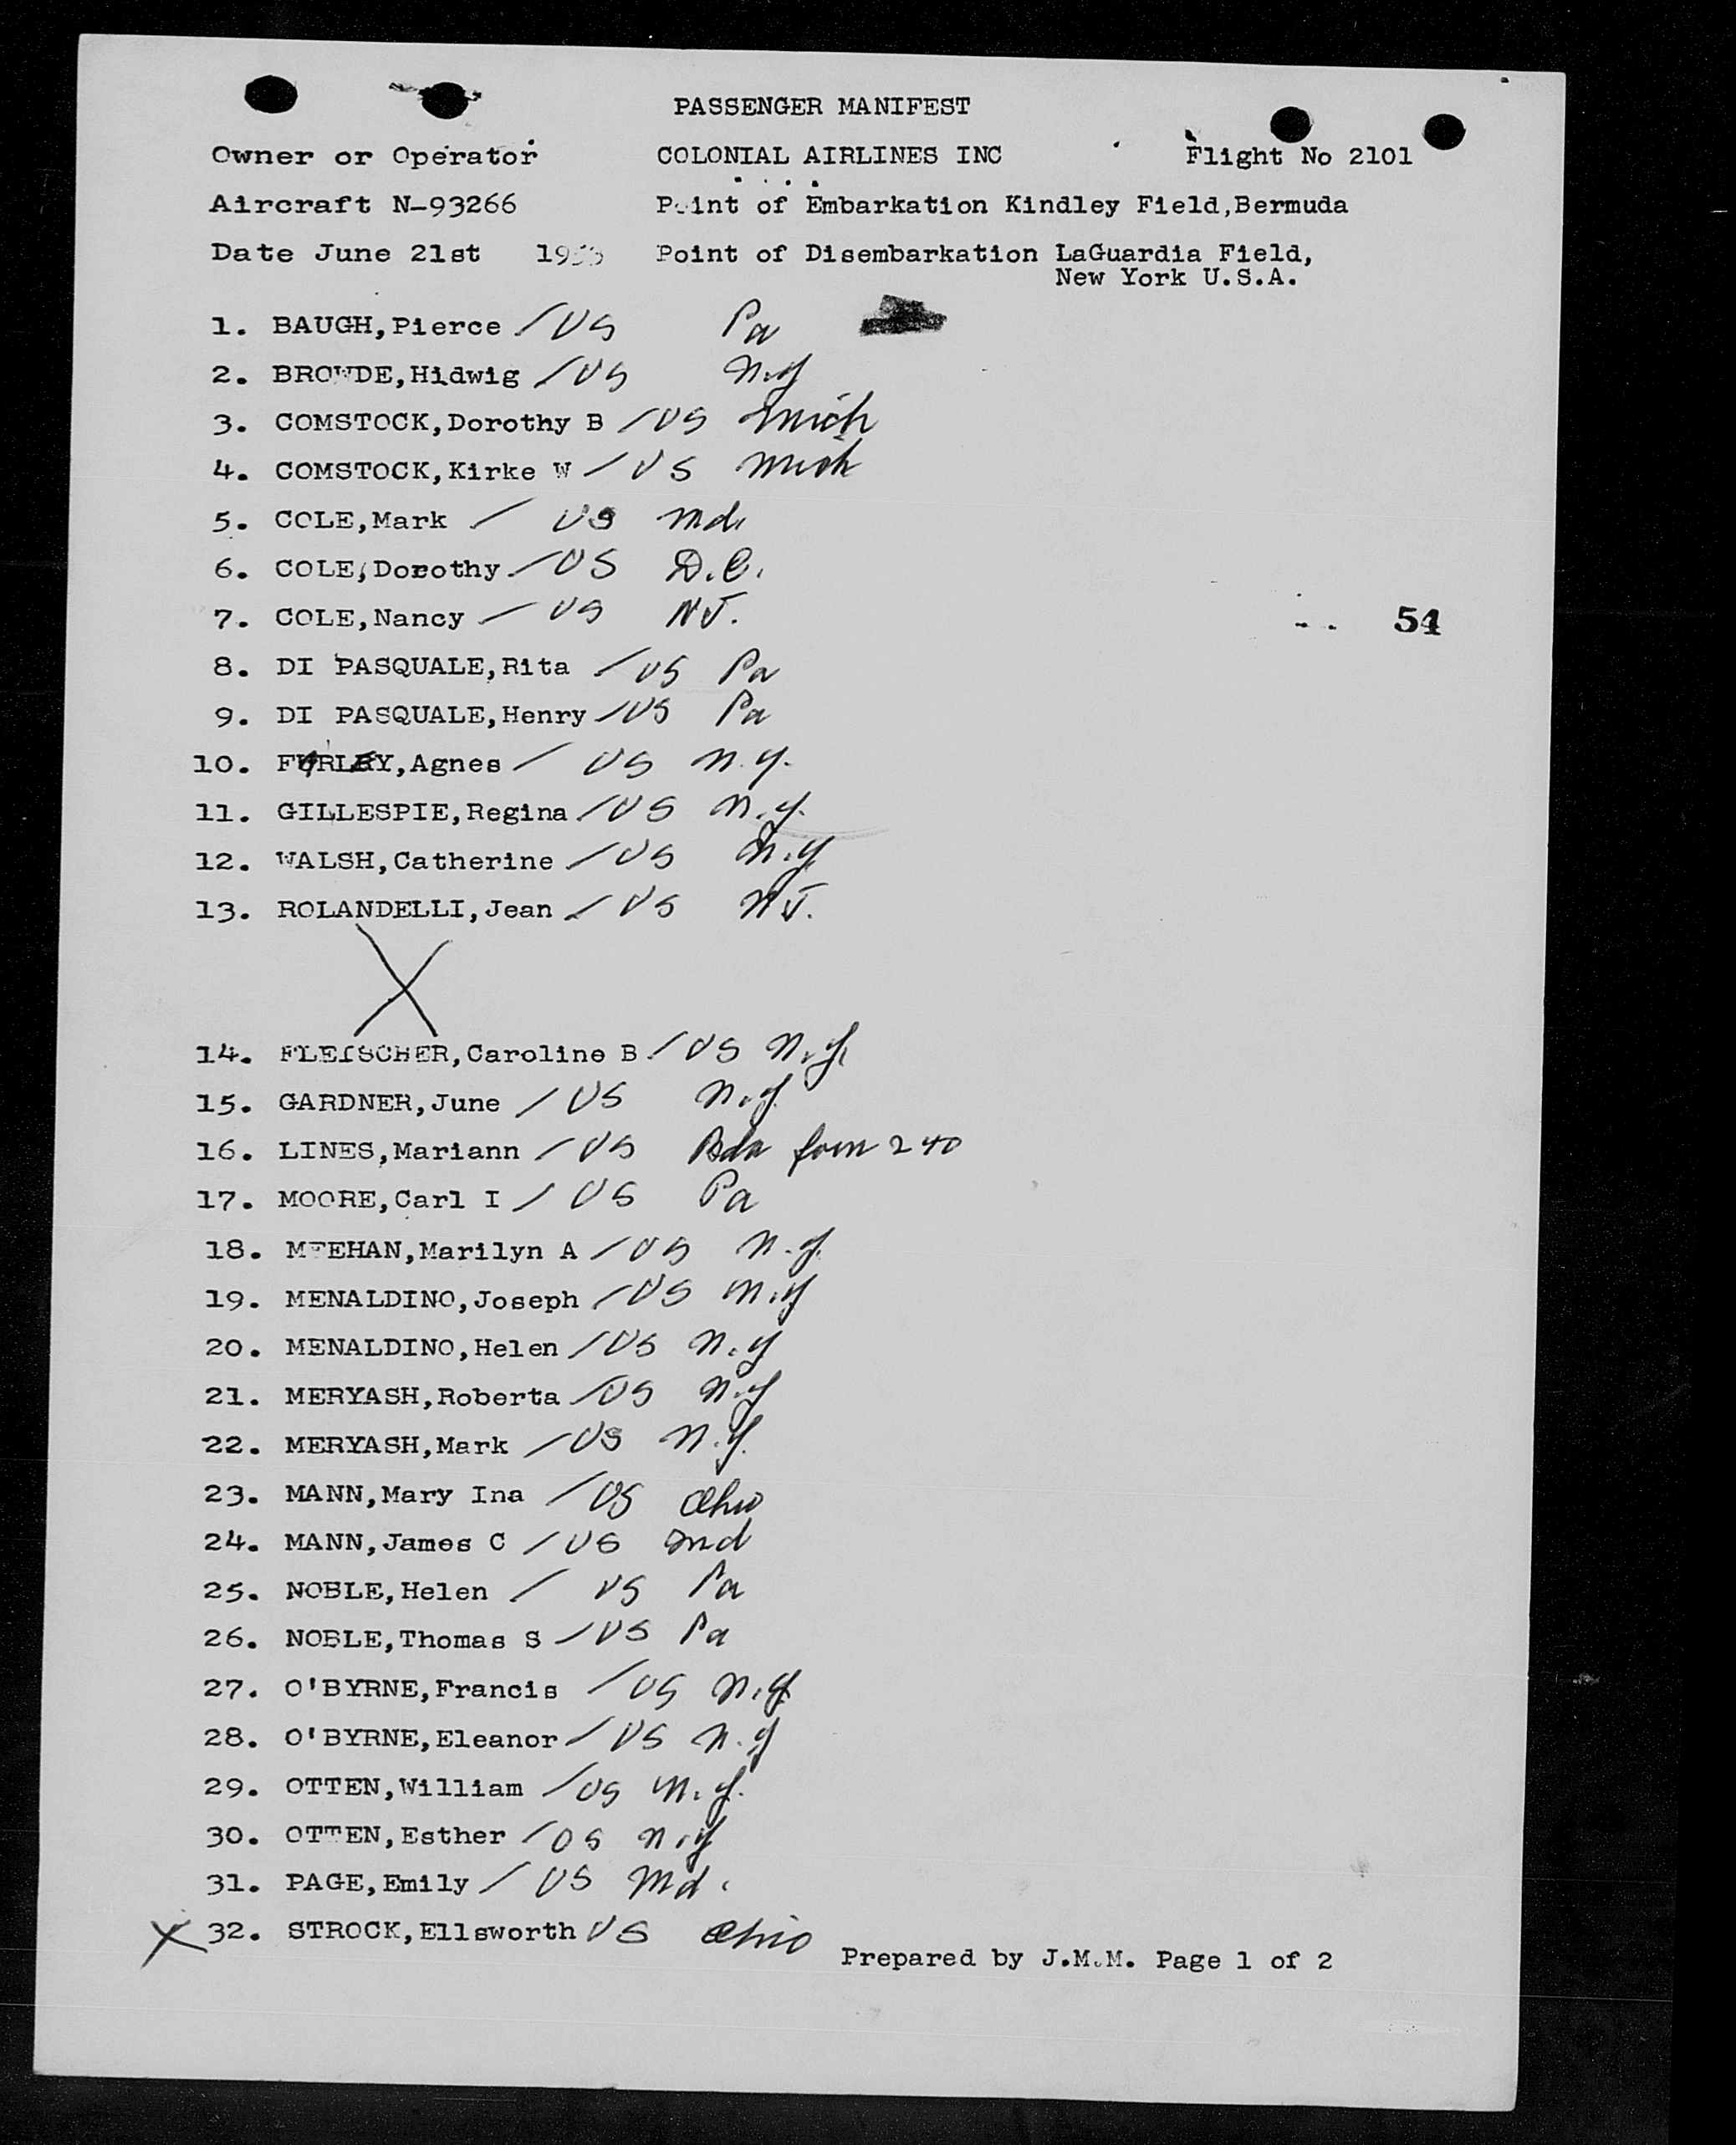 PASSENGER MANIFEST
Owner or Operator COLONIAL AIRLINES INC Flight No 2101
Aircraft N-93266 Point of Embarkation Kindley Field,Bermuda
Date June 21st Point of Disembarkation LaGuardia Field,
New York U.S.A.
1. BAUGH,Pierce / US Pa
2. BROWDE,Hidwig / US N.Y
3. COMSTOCK,Dorothy B / US Mich
4. COMSTOCK,Kirke W / US Mich
5. COLE,Mark / US Md.
6. COLE,Dorothy / US D.C.
7. COLE,Nancy / US NJ. 54
8. DI PASQUALE,Rita / US Pa
9. DI PASQUALE,Henry / US Pa
10. Agnes / US N.Y.
11. GILLESPIE,Regina / US N.Y.
12. WALSH,Catherine / US N.Y.
13. ROLANDELLI,Jean / US NJ.
X
14. FLEISCHER,Caroline B / US N.Y.
15. GARDNER,June / US N.Y.
16. LINES,Mariann / US Bda form 240
17. MOORE,Carl I / US Pa
18. MEEHAN,Marilyn A / US N.Y.
19. MENALDINO,Joseph / US N.Y
20. MENALDINO,Helen / US N.Y
21. MERYASH,Roberta / US N.Y
22. MERYASH,Mark / US N.Y.
23. MANN,Mary Ina / US Ohio
24. MANN,James C / US Ind
25. NOBLE,Helen / US Pa
26. NOBLE,Thomas S / US Pa
27. O'BYRNE,Francis / US N.Y
28. O'BYRNE,Eleanor / US N.Y
29. OTTEN,William / US N.Y.
30. OTTEN,Esther / US N.Y
31. PAGE,Emily / US Md.
X 32. STROCK,Ellsworth US Ohio
Prepared by J.M.M. Page 1 of 2